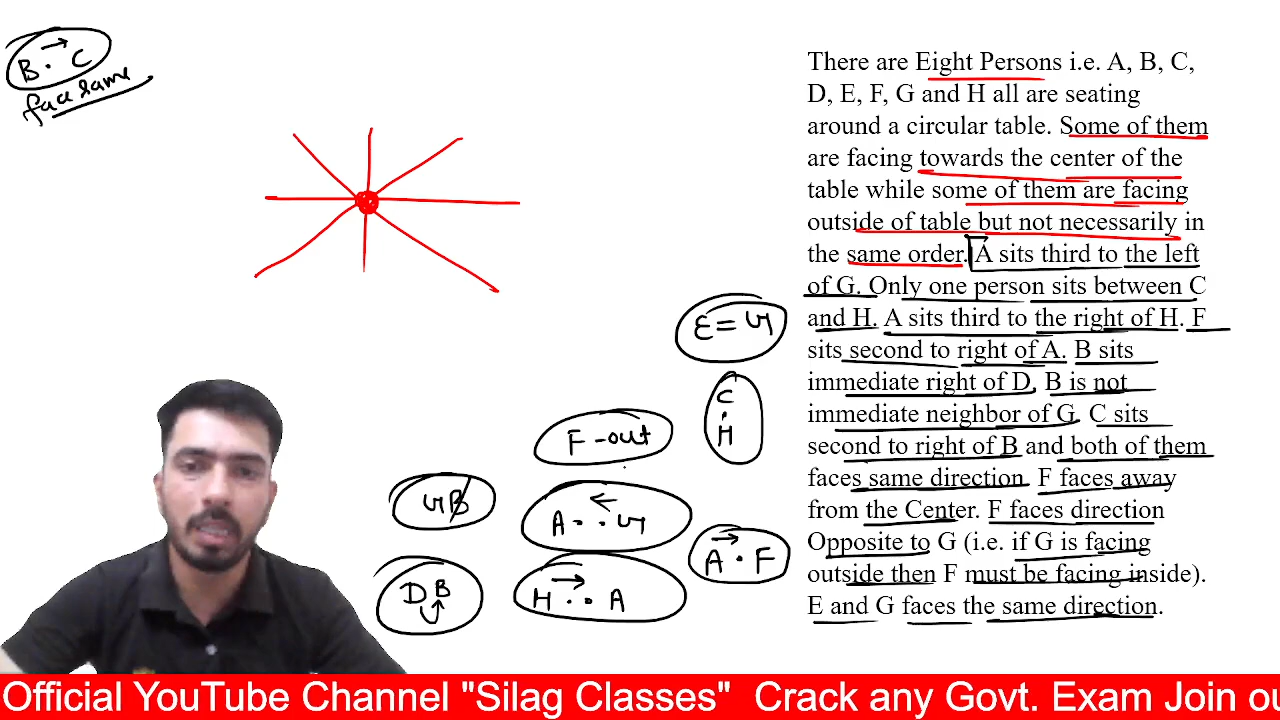 B . C
face same
There are Eight Persons i.e. A, B, C,
D, E, F, G and H all are seating
around a circular table. Some of them
are facing towards the center of the
table while some of them are facing
outside of table but not necessarily in
the same order. A sits third to the left
of G. Only one person sits between C
and H. A sits third to the right of H. F
sits second to right of A. B sits
immediate right of D, B is not
immediate neighbor of G. C sits
second to right of B and both of them
faces same direction. F faces away
from the Center. F faces direction
Opposite to G (i.e. if G is facing
outside then F must be facing inside).
E and G faces the same direction.
E = G
C
.
H
F - out
G B
A . . G
A . F
D B
H . . A
Official YouTube Channel "Silag Classes" Crack any Govt. Exam Join ou